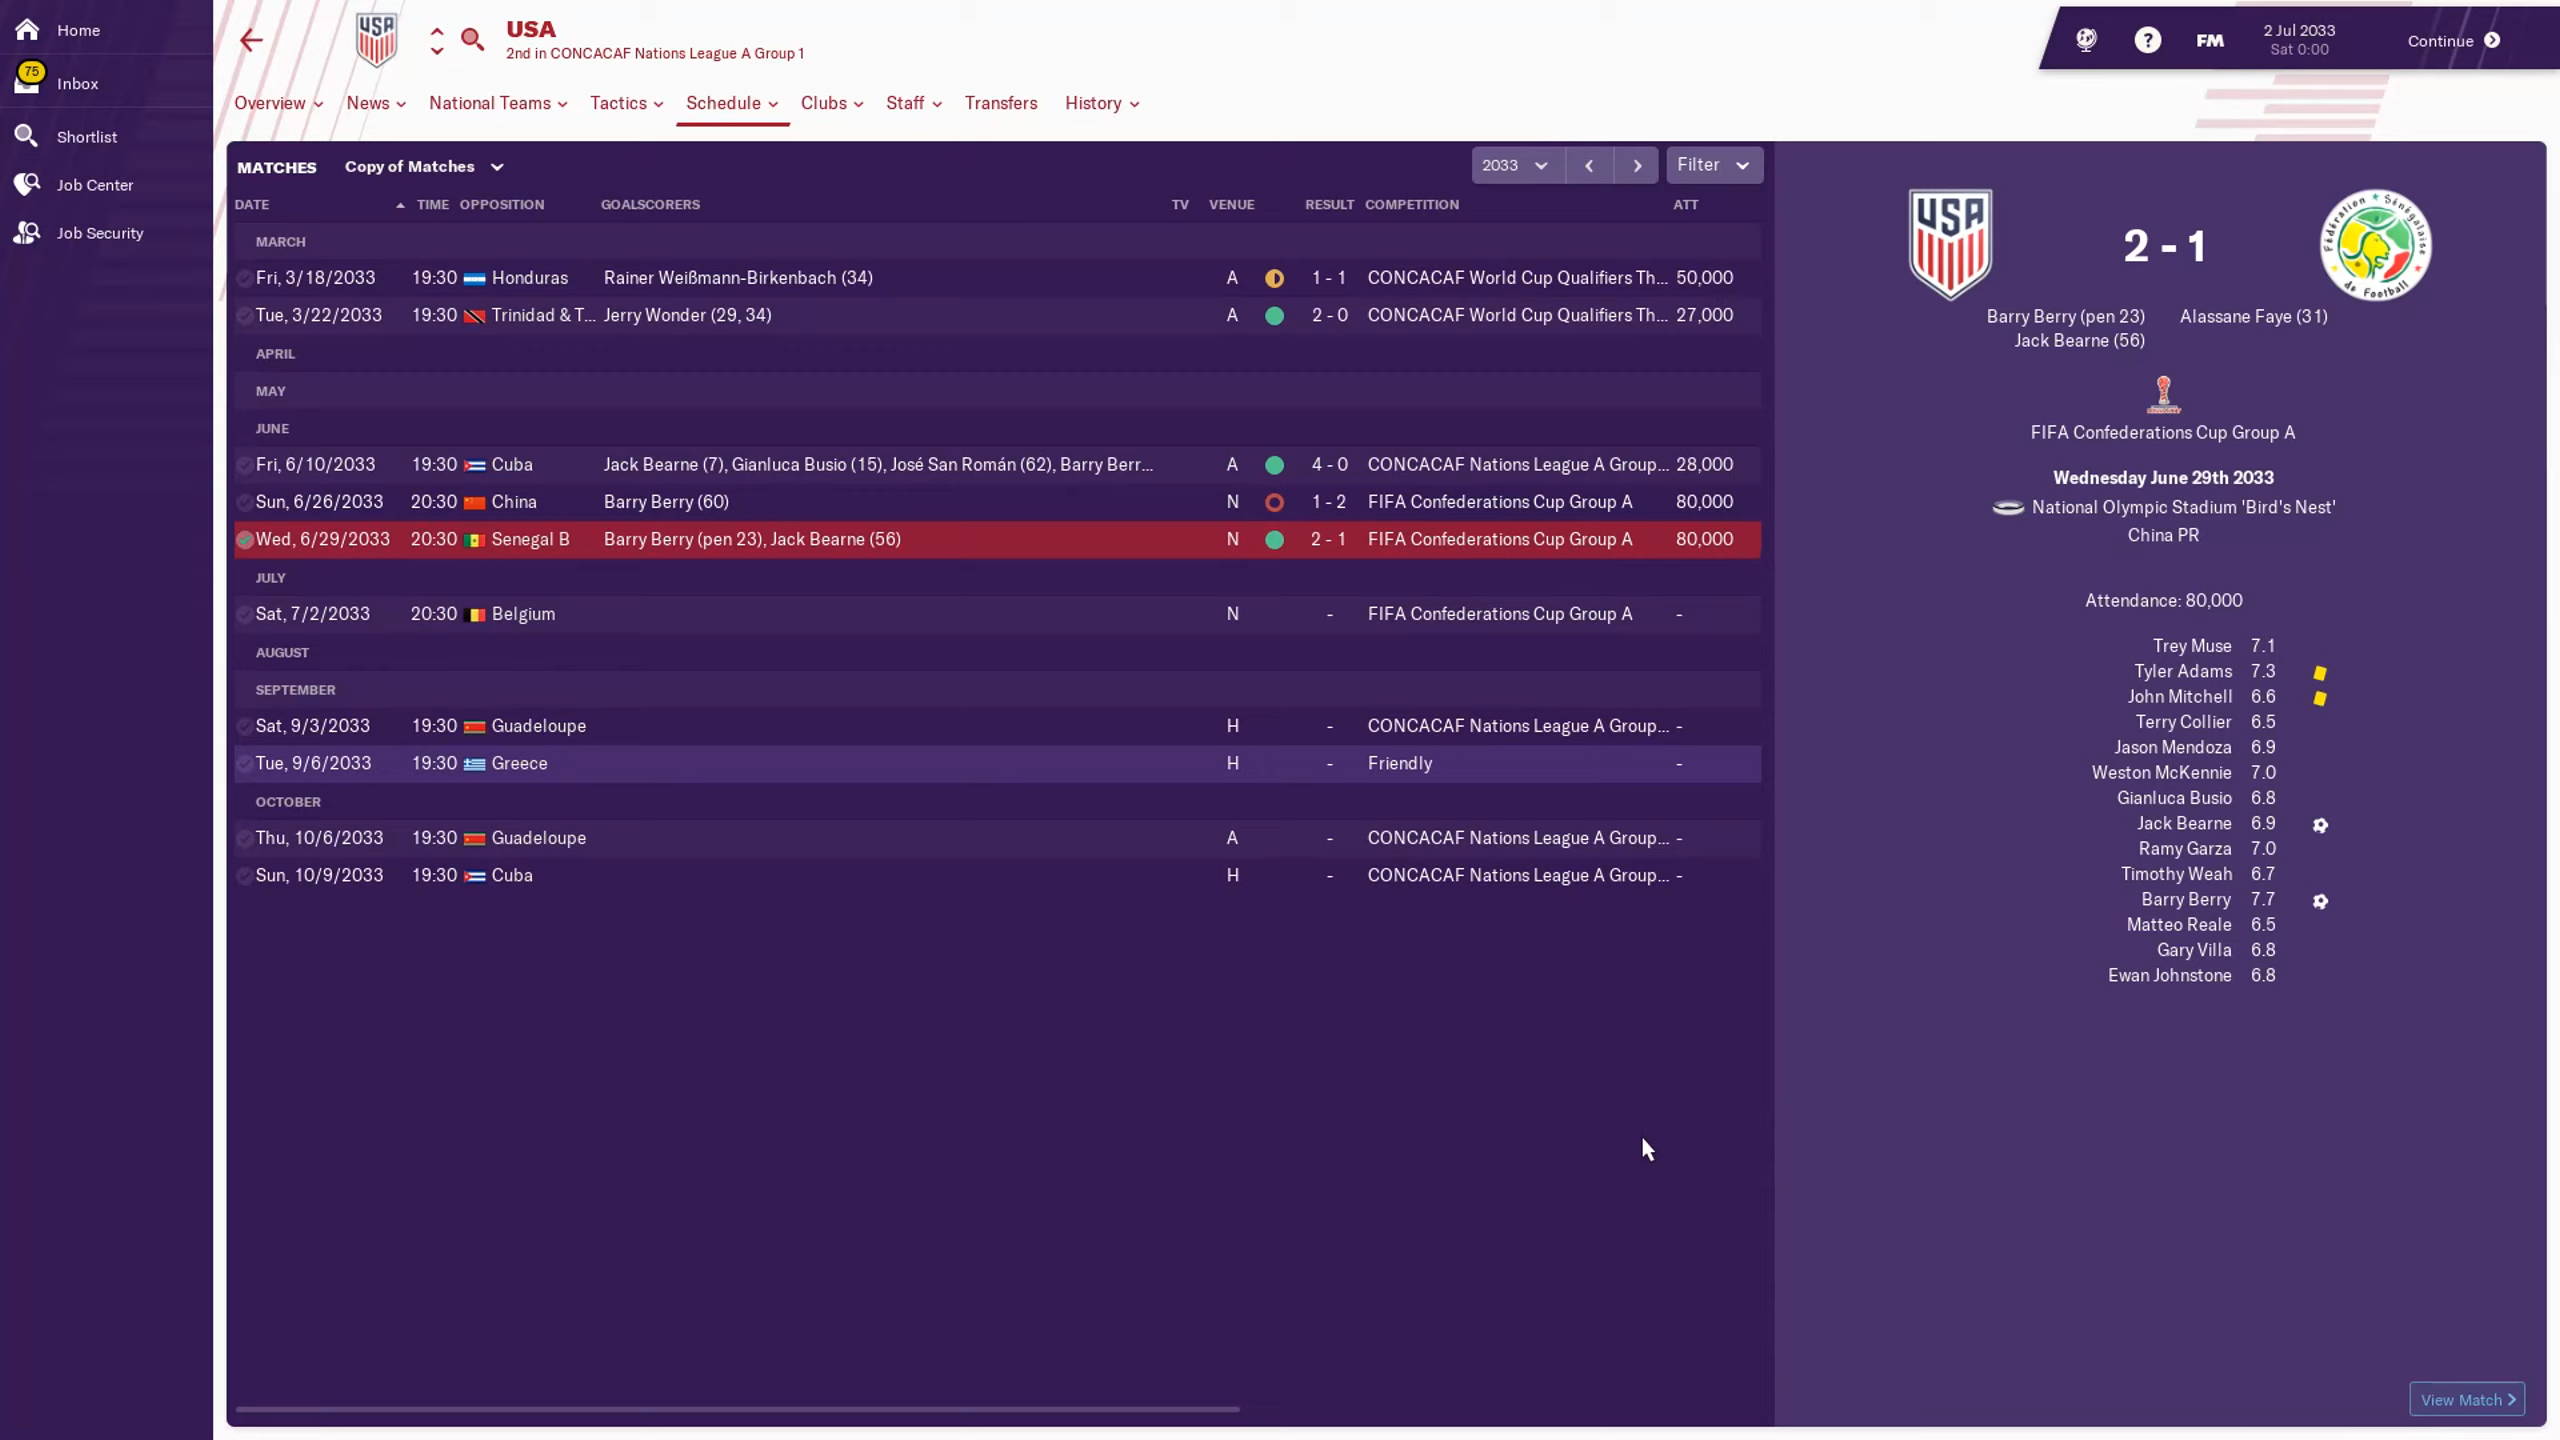 Home
75
Inbox
Shortlist
Job Center
Job Security
USA
USA
2nd in CONCACAF Nations League A Group 1
FM
2 Jul 2033
Sat 0:00
Continue
Overview
News
National Teams
Tactics
Schedule
Clubs
Staff
Transfers
History
MATCHES Copy of Matches 2033 Filter
DATE TIME OPPOSITION GOALSCORERS TV VENUE RESULT COMPETITION ATT
MARCH
Fri, 3/18/2033 19:30 Honduras Rainer Weißmann-Birkenbach (34) A 1 - 1 CONCACAF World Cup Qualifiers Th... 50,000
Tue, 3/22/2033 19:30 Trinidad & T... Jerry Wonder (29, 34) A 2 - 0 CONCACAF World Cup Qualifiers Th... 27,000
APRIL
MAY
JUNE
Fri, 6/10/2033 19:30 Cuba Jack Bearne (7), Gianluca Busio (15), José San Román (62), Barry Berr... A 4 - 0 CONCACAF Nations League A Group... 28,000
Sun, 6/26/2033 20:30 China Barry Berry (60) N 1 - 2 FIFA Confederations Cup Group A 80,000
Wed, 6/29/2033 20:30 Senegal B Barry Berry (pen 23), Jack Bearne (56) N 2 - 1 FIFA Confederations Cup Group A 80,000
JULY
Sat, 7/2/2033 20:30 Belgium N - FIFA Confederations Cup Group A -
AUGUST
SEPTEMBER
Sat, 9/3/2033 19:30 Guadeloupe H - CONCACAF Nations League A Group... -
Tue, 9/6/2033 19:30 Greece H - Friendly -
OCTOBER
Thu, 10/6/2033 19:30 Guadeloupe A - CONCACAF Nations League A Group... -
Sun, 10/9/2033 19:30 Cuba H - CONCACAF Nations League A Group... -
USA
2 - 1
Fédération Sénégalaise de Football
Barry Berry (pen 23) Alassane Faye (31)
Jack Bearne (56)
FIFA Confederations Cup Group A
Wednesday June 29th 2033
National Olympic Stadium 'Bird's Nest'
China PR
Attendance: 80,000
Trey Muse 7.1
Tyler Adams 7.3
John Mitchell 6.6
Terry Collier 6.5
Jason Mendoza 6.9
Weston McKennie 7.0
Gianluca Busio 6.8
Jack Bearne 6.9
Ramy Garza 7.0
Timothy Weah 6.7
Barry Berry 7.7
Matteo Reale 6.5
Gary Villa 6.8
Ewan Johnstone 6.8
View Match